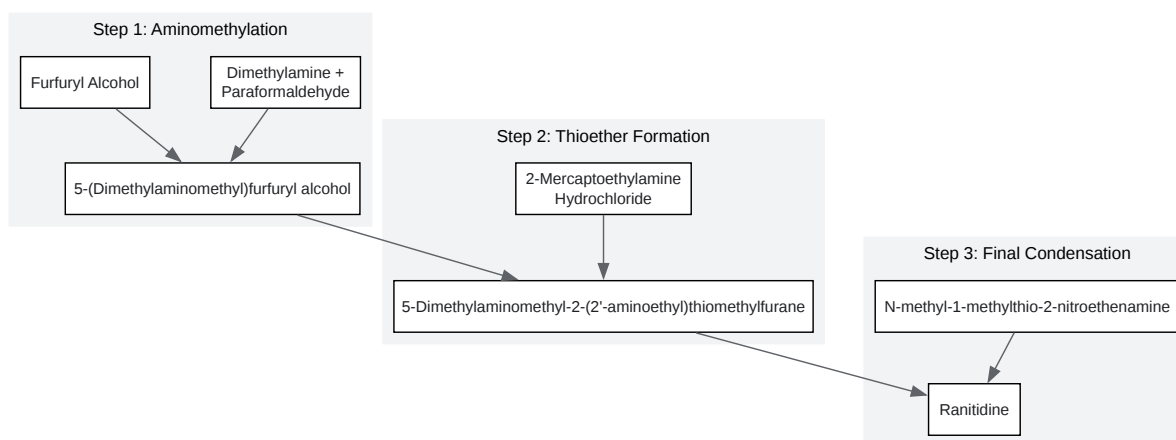 Step 1: Aminomethylation
Furfuryl Alcohol
Dimethylamine +
Paraformaldehyde
5-(Dimethylaminomethyl)furfuryl alcohol
Step 2: Thioether Formation
2-Mercaptoethylamine
Hydrochloride
5-Dimethylaminomethyl-2-(2'-aminoethyl)thiomethylfurane
Step 3: Final Condensation
N-methyl-1-methylthio-2-nitroethenamine
Ranitidine